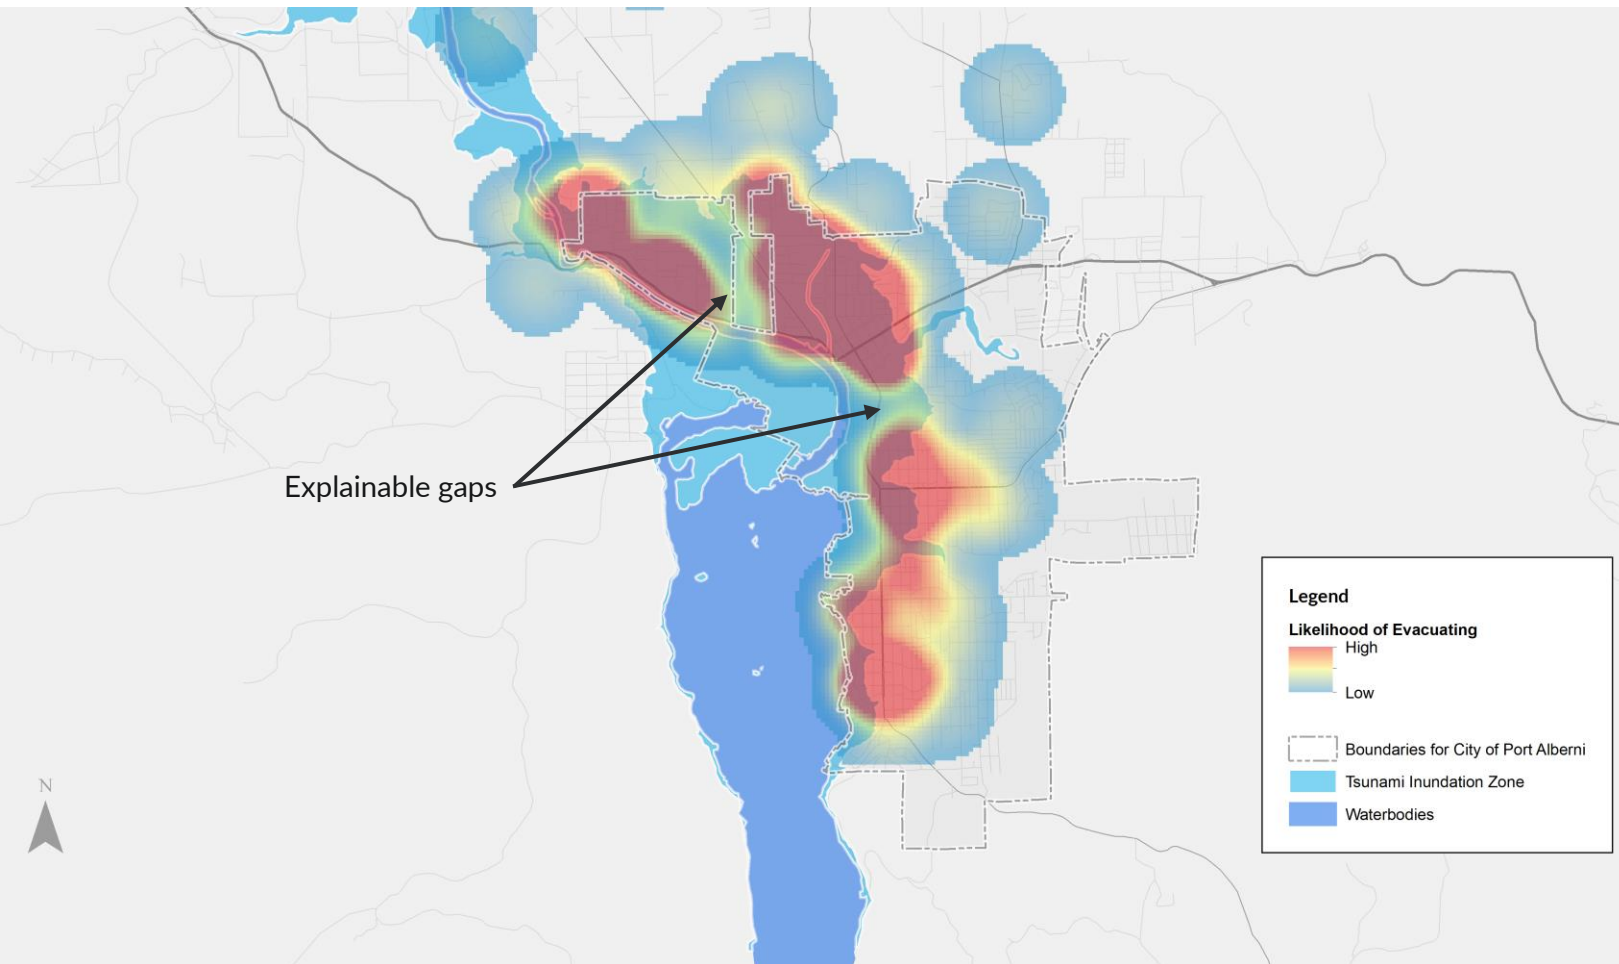 Explainable gaps
Legend
Likelihood of Evacuating
High
Low
Boundaries for City of Port Alberni
Tsunami Inundation Zone
Waterbodies
N